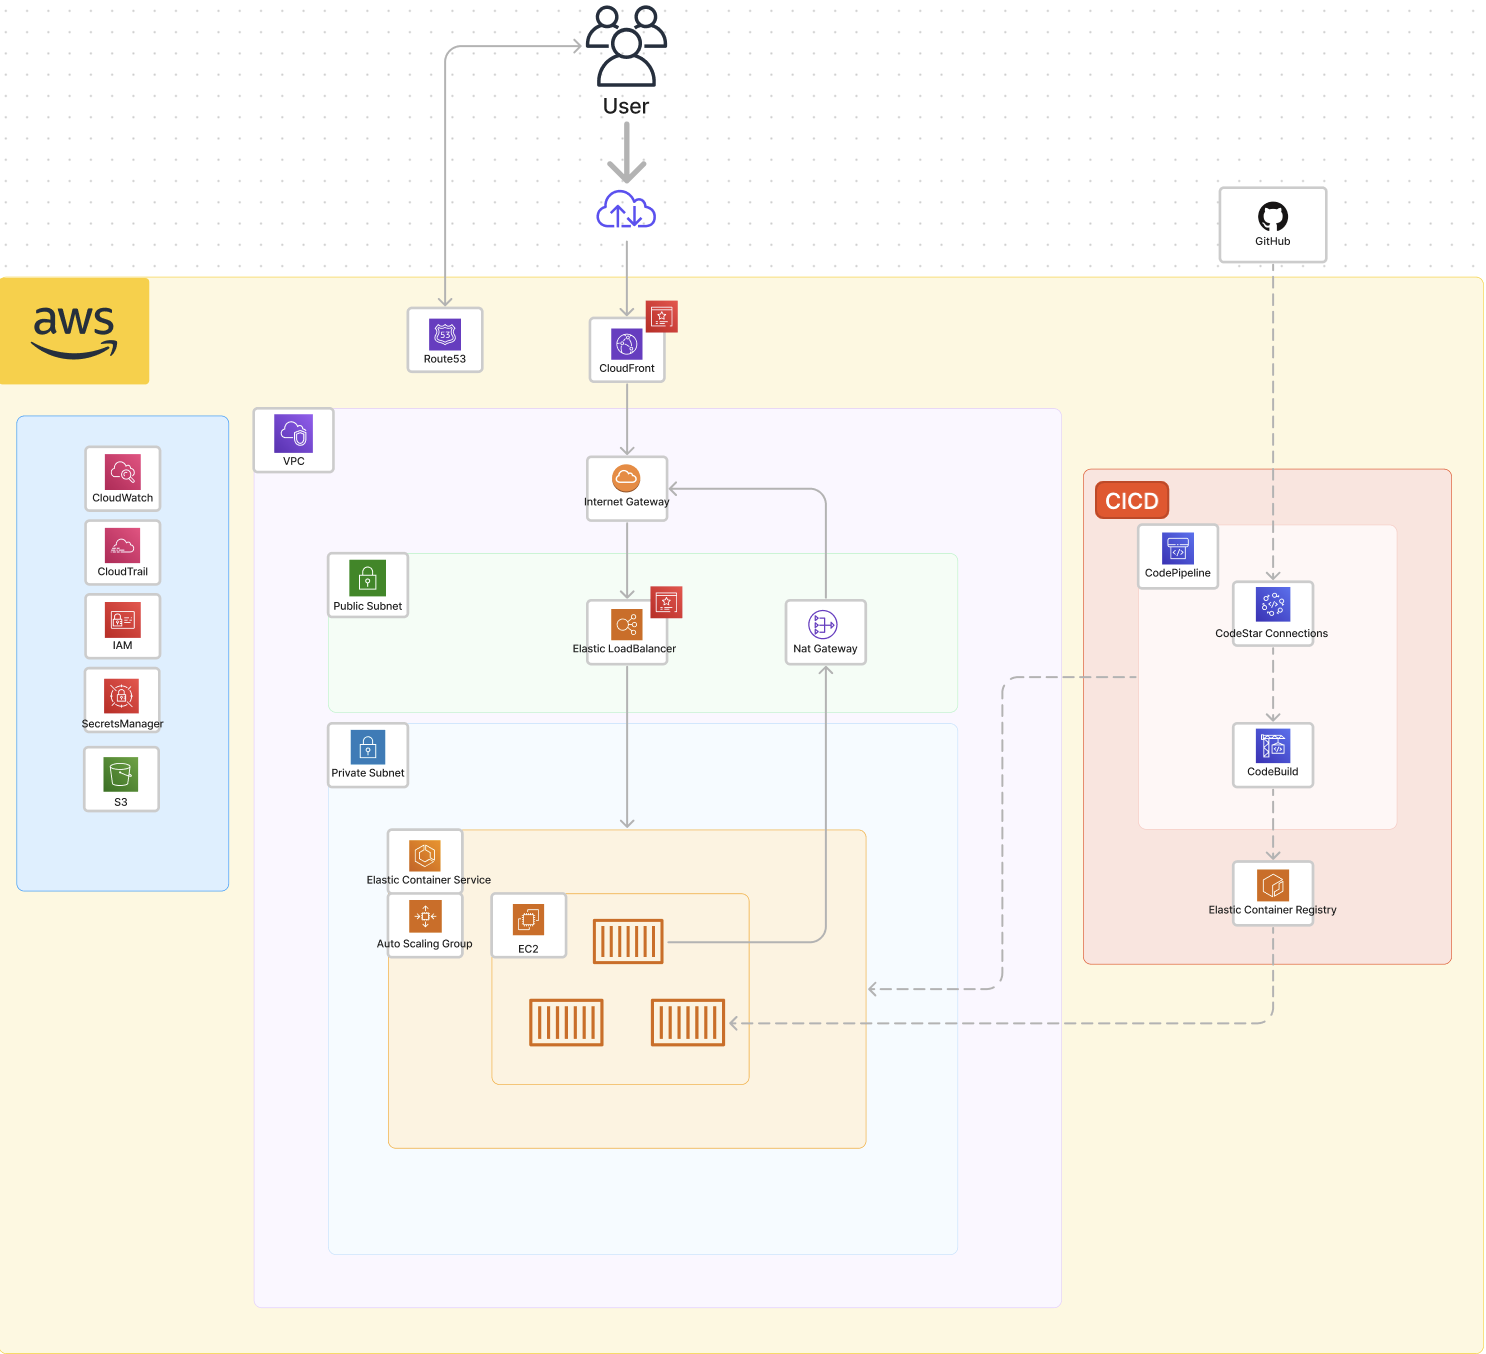 User
GitHub
aws
53
Route53
CloudFront
CloudWatch
CloudTrail
IAM
SecretsManager
S3
VPC
Internet Gateway
Public Subnet
Elastic LoadBalancer
Nat Gateway
Private Subnet
Elastic Container Service
Auto Scaling Group
EC2
CICD
CodePipeline
CodeStar Connections
CodeBuild
Elastic Container Registry